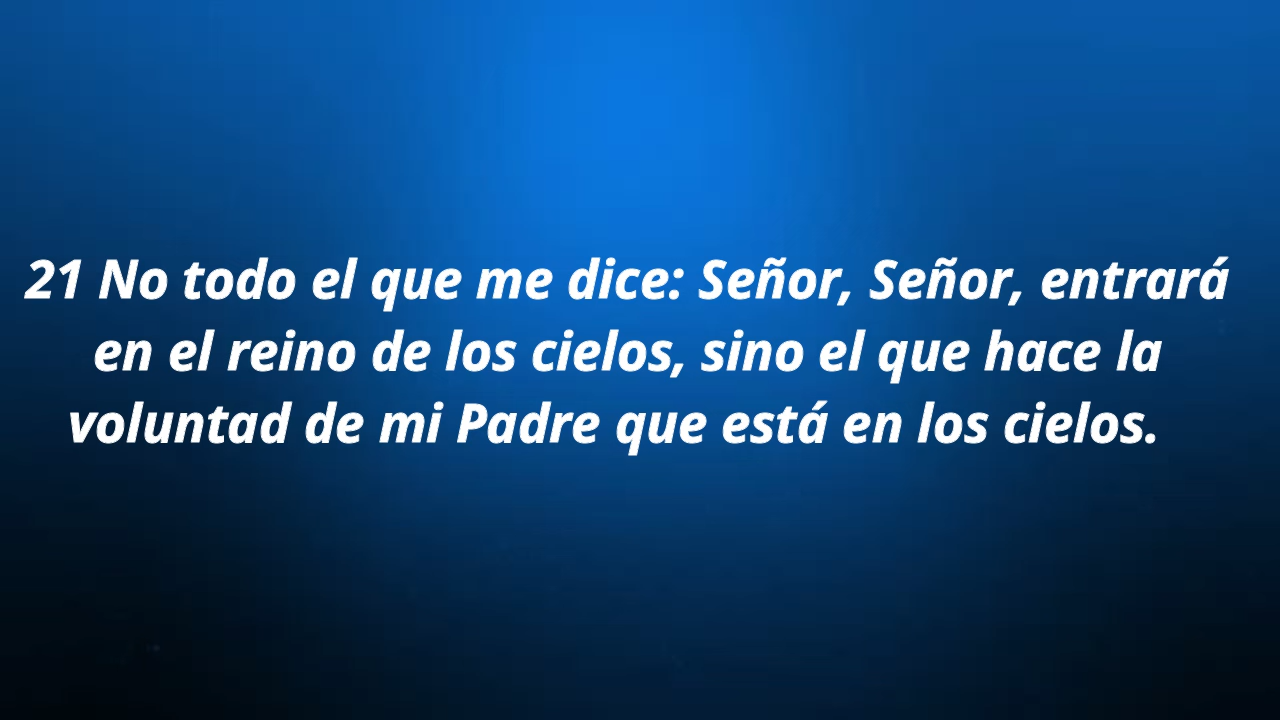 21 No todo el que me dice: Señor, Señor, entrará
en el reino de los cielos, sino el que hace la
voluntad de mi Padre que está en los cielos.